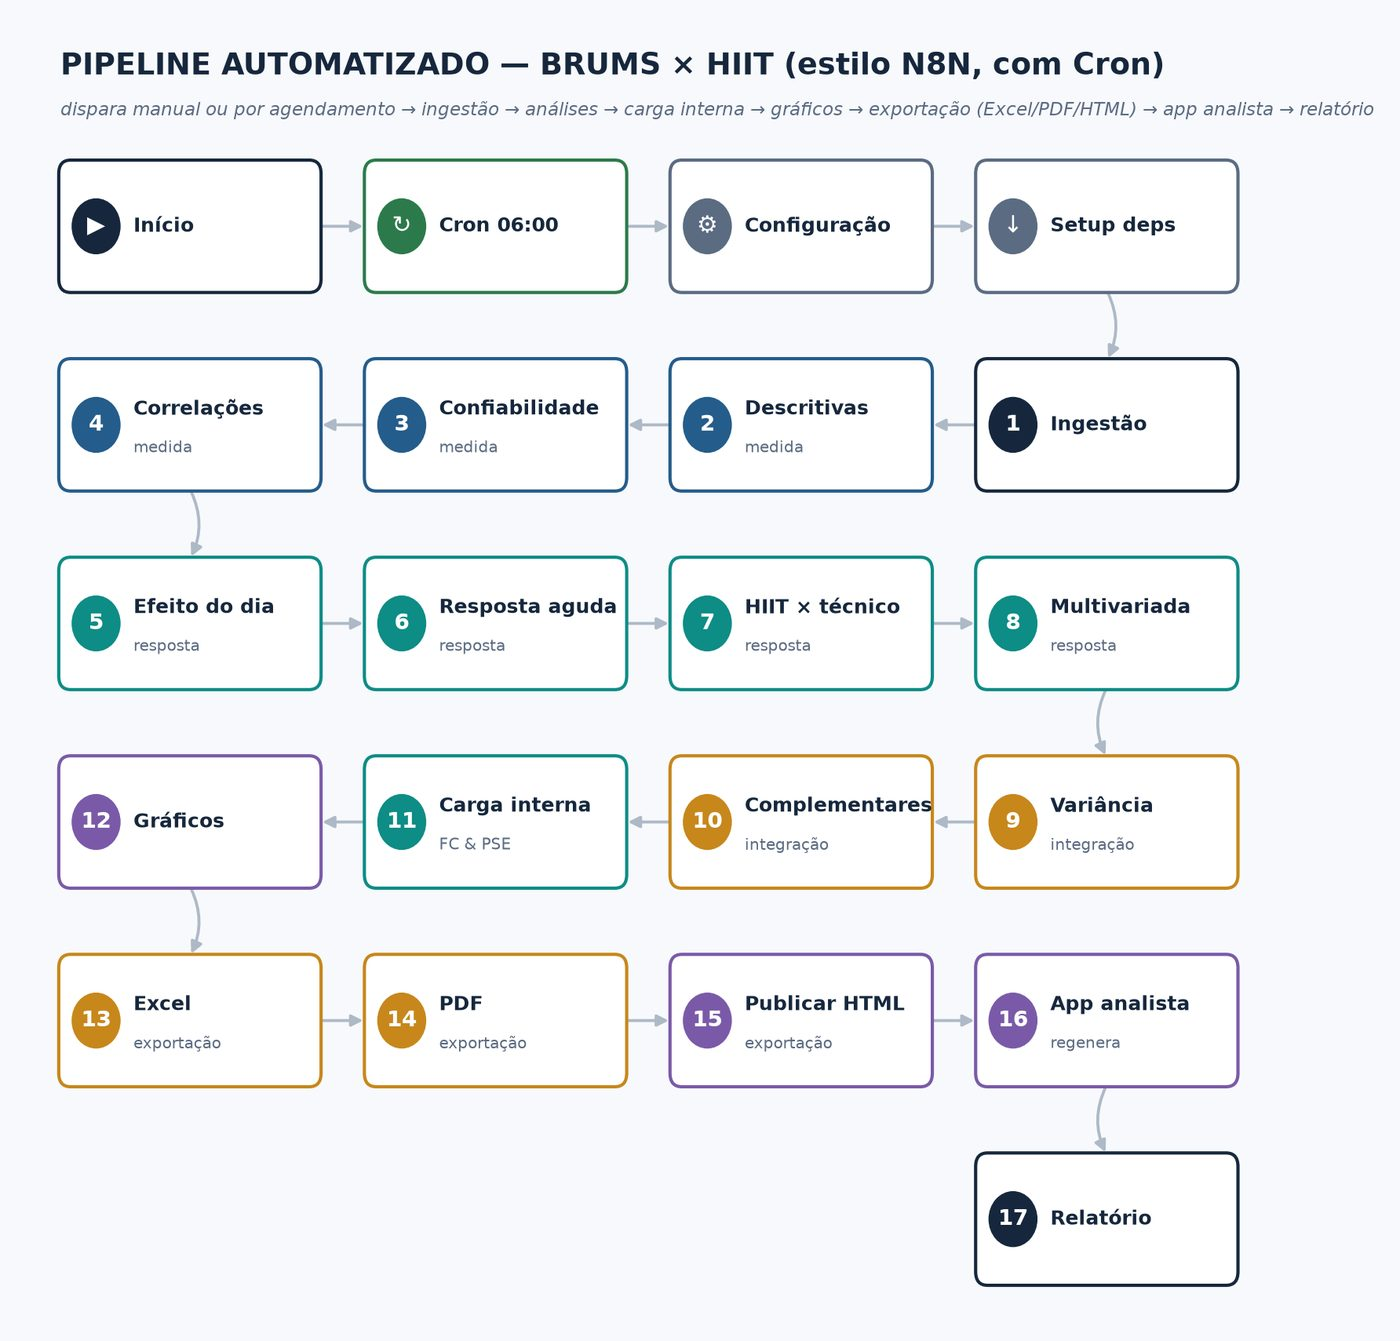 PIPELINE AUTOMATIZADO — BRUMS × HIIT (estilo N8N, com Cron)
dispara manual ou por agendamento → ingestão → análises → carga interna → gráficos → exportação (Excel/PDF/HTML) → app analista → relatório
▶ Início
↻ Cron 06:00
⚙ Configuração
↓ Setup deps
4 Correlações
medida
3 Confiabilidade
medida
2 Descritivas
medida
1 Ingestão
5 Efeito do dia
resposta
6 Resposta aguda
resposta
7 HIIT × técnico
resposta
8 Multivariada
resposta
12 Gráficos
11 Carga interna
FC & PSE
10 Complementares
integração
9 Variância
integração
13 Excel
exportação
14 PDF
exportação
15 Publicar HTML
exportação
16 App analista
regenera
17 Relatório